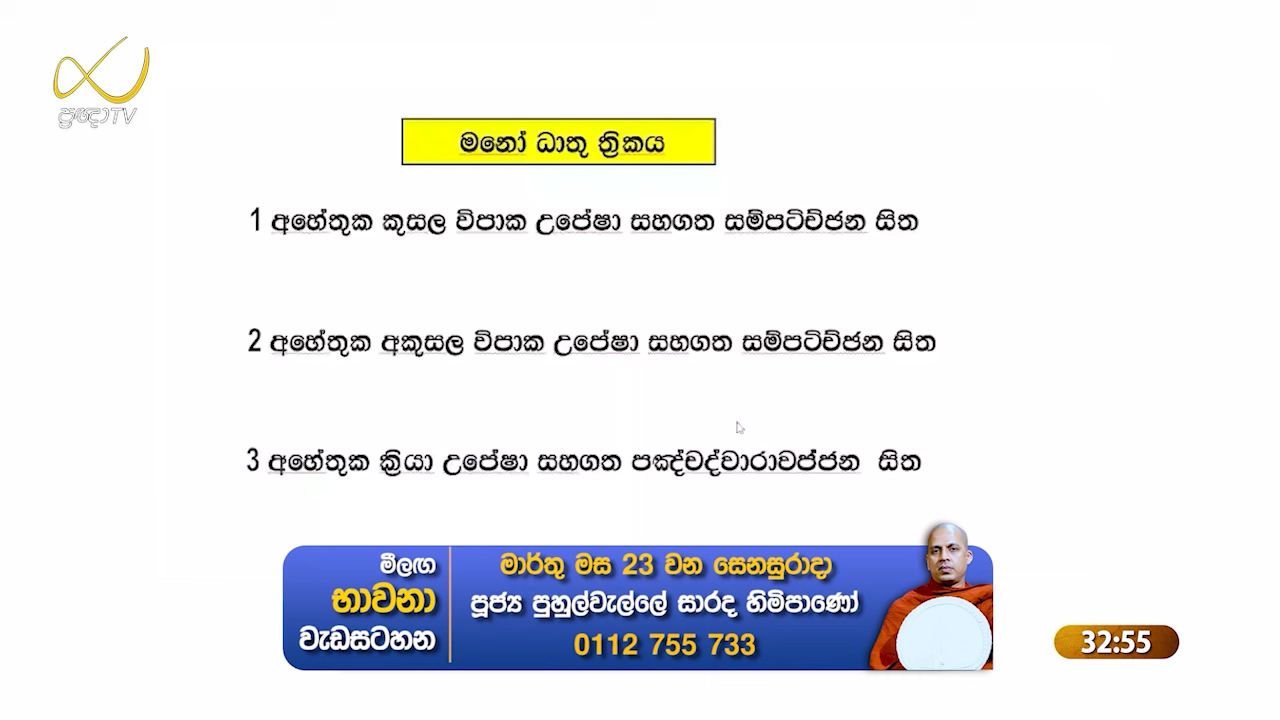 ප්‍රඥාTV
මනෝ ධාතු ත්‍රිකය
1 අහේතුක කුසල විපාක උපේෂා සහගත සම්පටිච්ඡන සිත
2 අහේතුක අකුසල විපාක උපේෂා සහගත සම්පටිච්ඡන සිත
3 අහේතුක ක්‍රියා උපේෂා සහගත පඤ්චද්වාරාවජ්ජන සිත
මීලඟ
භාවනා
වැඩසටහන
මාර්තු මස 23 වන සෙනසුරාදා
පූජ්‍ය පුහුල්වැල්ලේ සාරද හිමිපාණෝ
0112 755 733
32:55